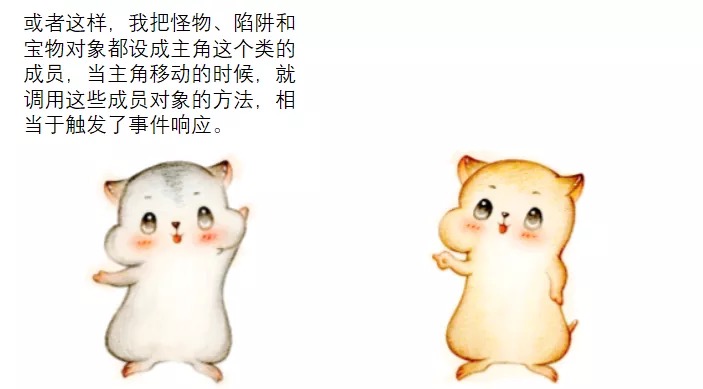 或者这样，我把怪物、陷阱和
宝物对象都设成主角这个类的
成员，当主角移动的时候，就
调用这些成员对象的方法，相
当于触发了事件响应。